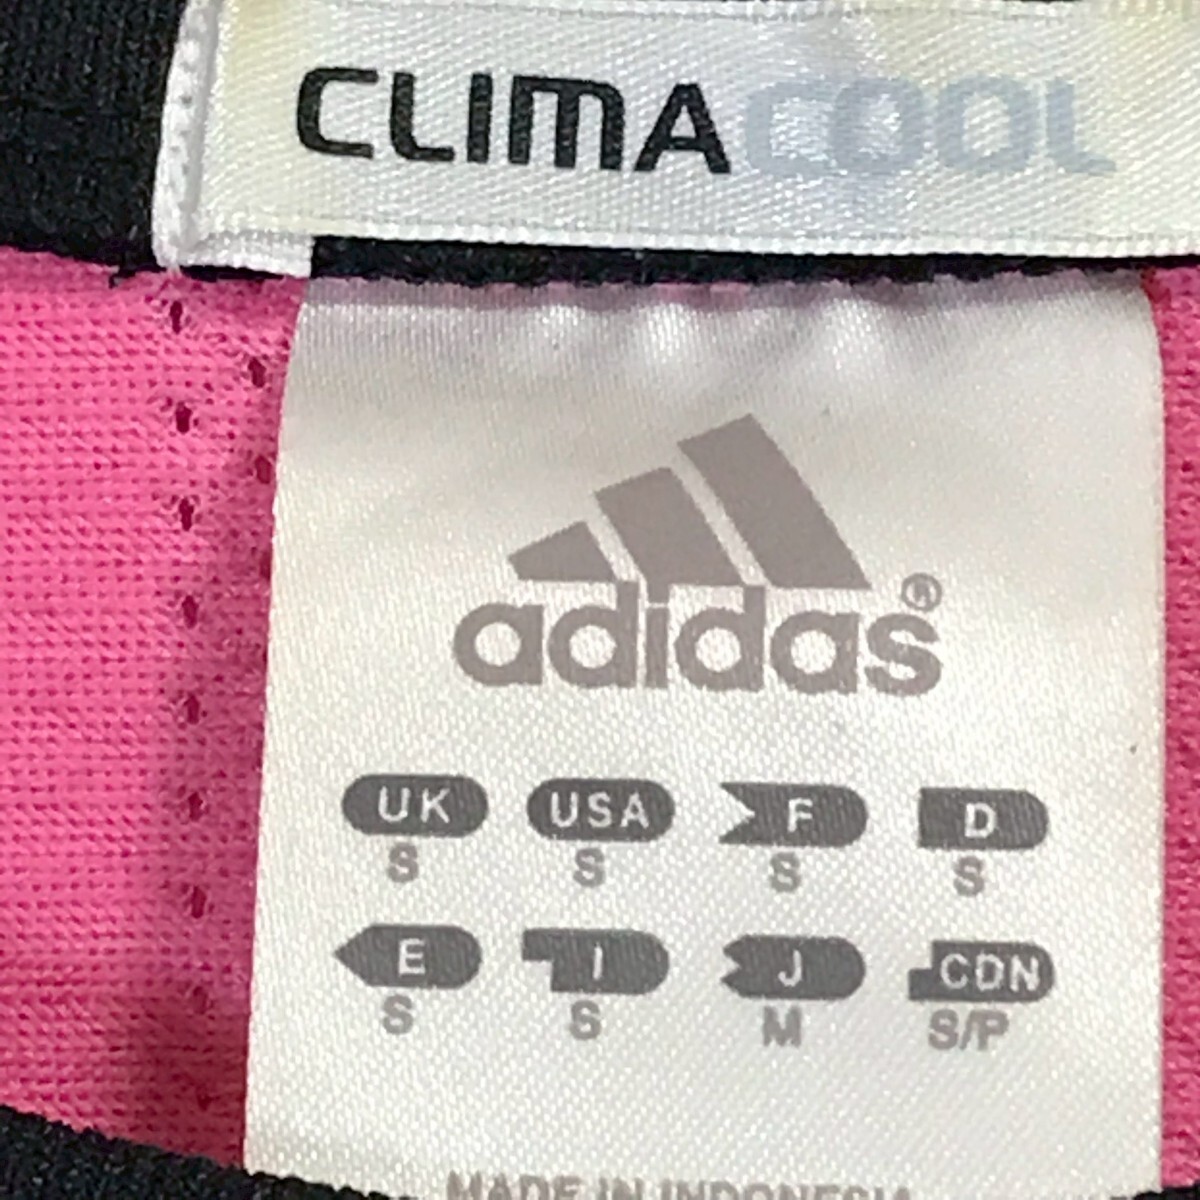 CLIMACOOL
adidas®
UK USA F D
S S S S
E I J CDN
S S M S/P
MADE IN INDONESIA